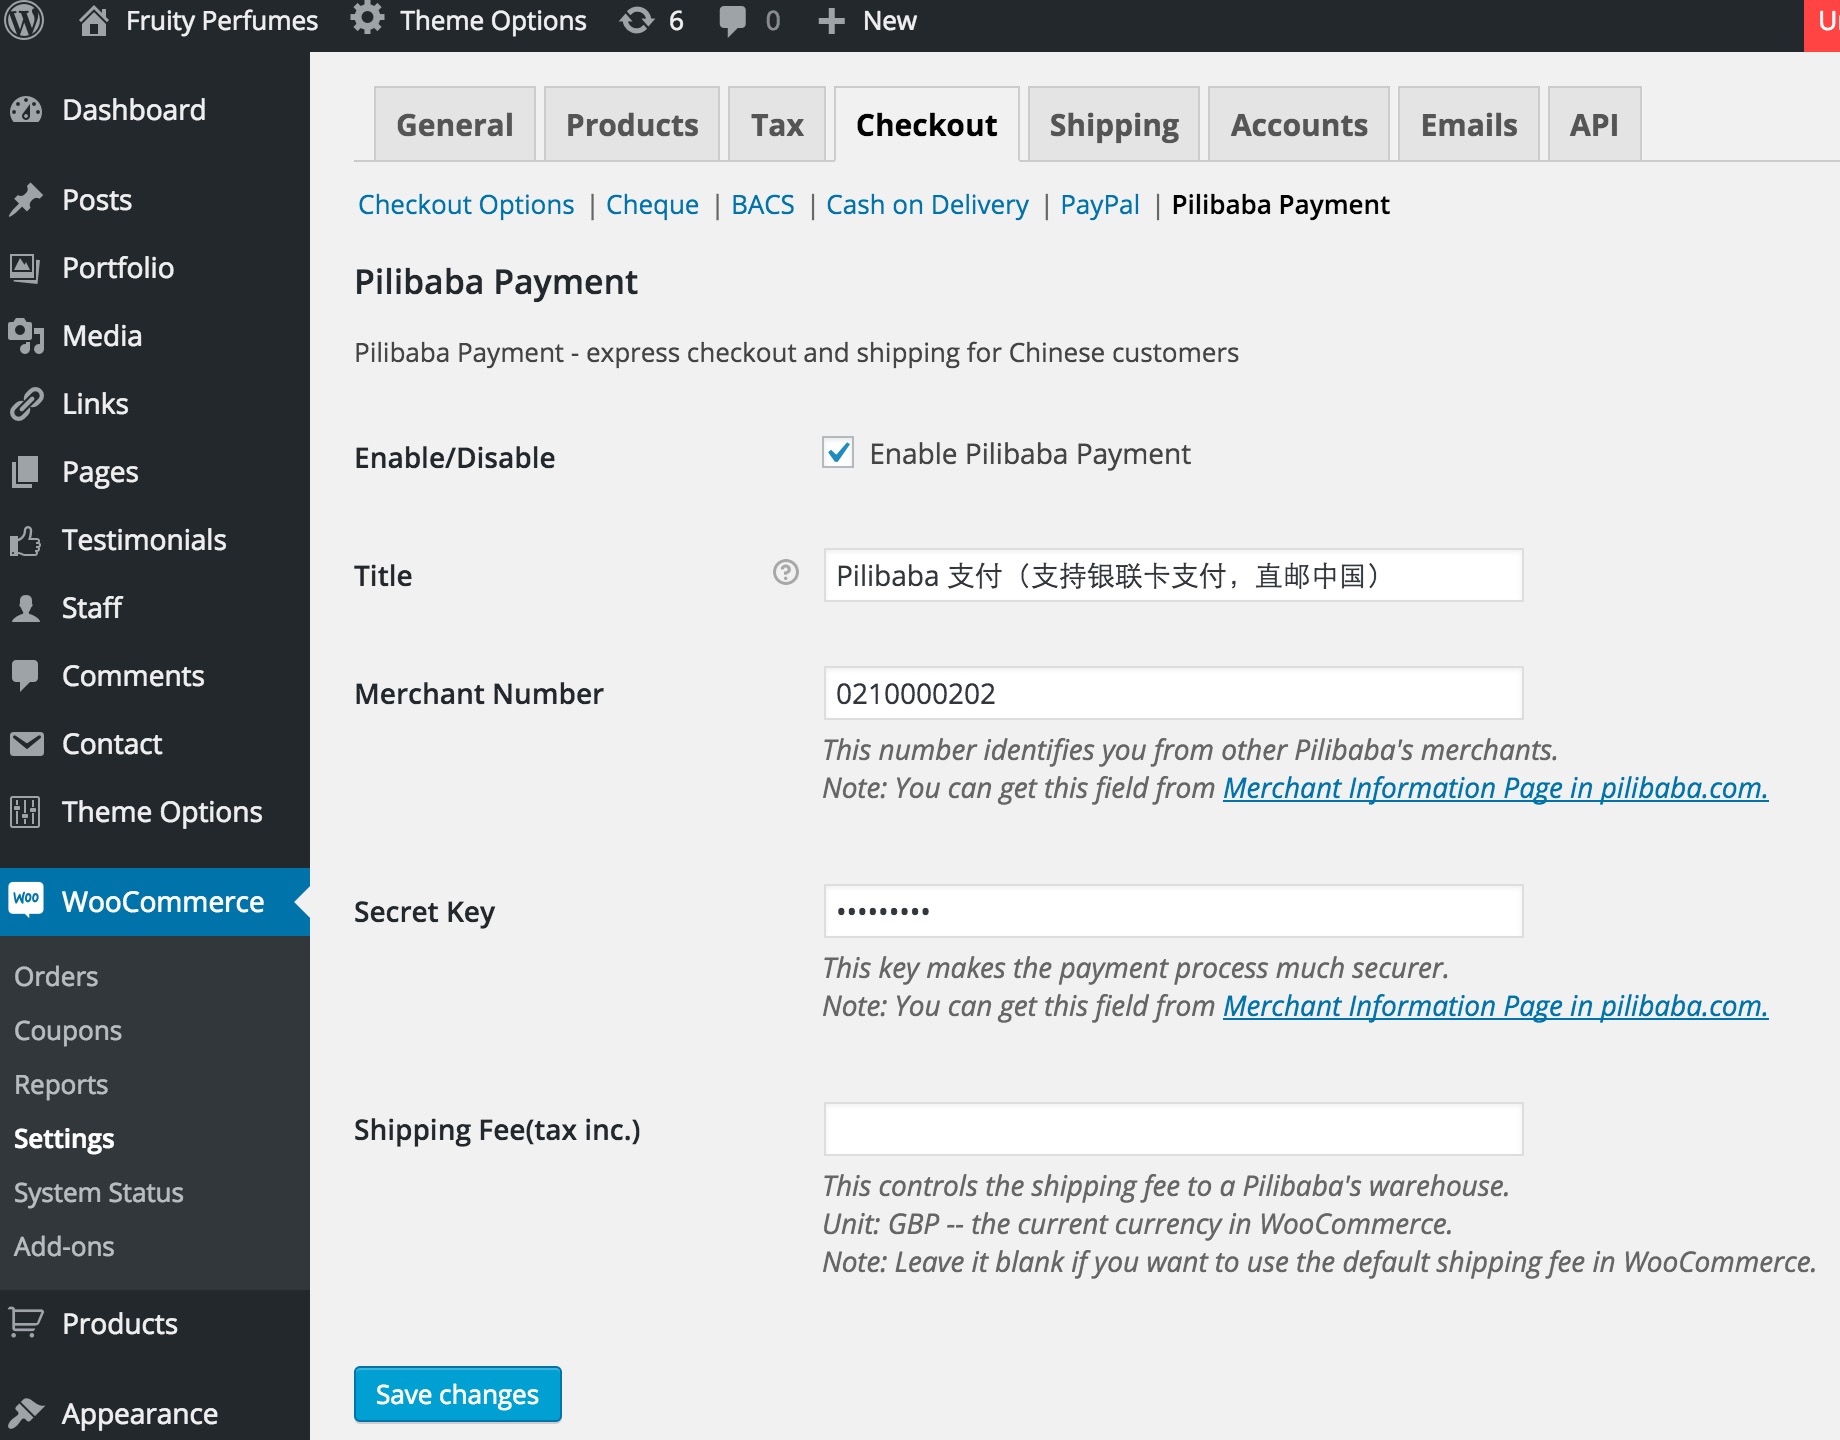 Fruity Perfumes
Theme Options
6
0
New
Dashboard
Posts
Portfolio
Media
Links
Pages
Testimonials
Staff
Comments
Contact
Theme Options
Woo
WooCommerce
Orders
Coupons
Reports
Settings
System Status
Add-ons
Products
Appearance
General
Products
Tax
Checkout
Shipping
Accounts
Emails
API
Checkout Options | Cheque | BACS | Cash on Delivery | PayPal | Pilibaba Payment
Pilibaba Payment
Pilibaba Payment - express checkout and shipping for Chinese customers
Enable/Disable
Enable Pilibaba Payment
Title
?
Pilibaba 支付（支持银联卡支付，直邮中国）
Merchant Number
0210000202
This number identifies you from other Pilibaba's merchants.
Note: You can get this field from Merchant Information Page in pilibaba.com.
Secret Key
•••••••••
This key makes the payment process much securer.
Note: You can get this field from Merchant Information Page in pilibaba.com.
Shipping Fee(tax inc.)
This controls the shipping fee to a Pilibaba's warehouse.
Unit: GBP -- the current currency in WooCommerce.
Note: Leave it blank if you want to use the default shipping fee in WooCommerce.
Save changes